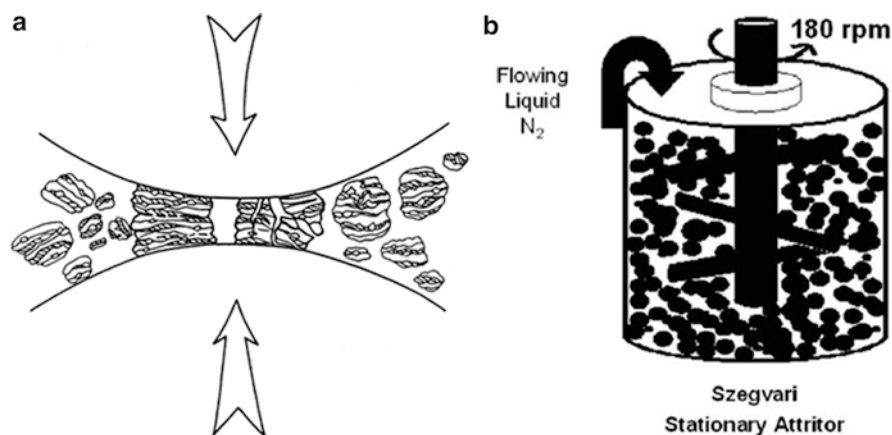 a
b
180 rpm
Flowing
Liquid
N₂
Szegvari
Stationary Attritor